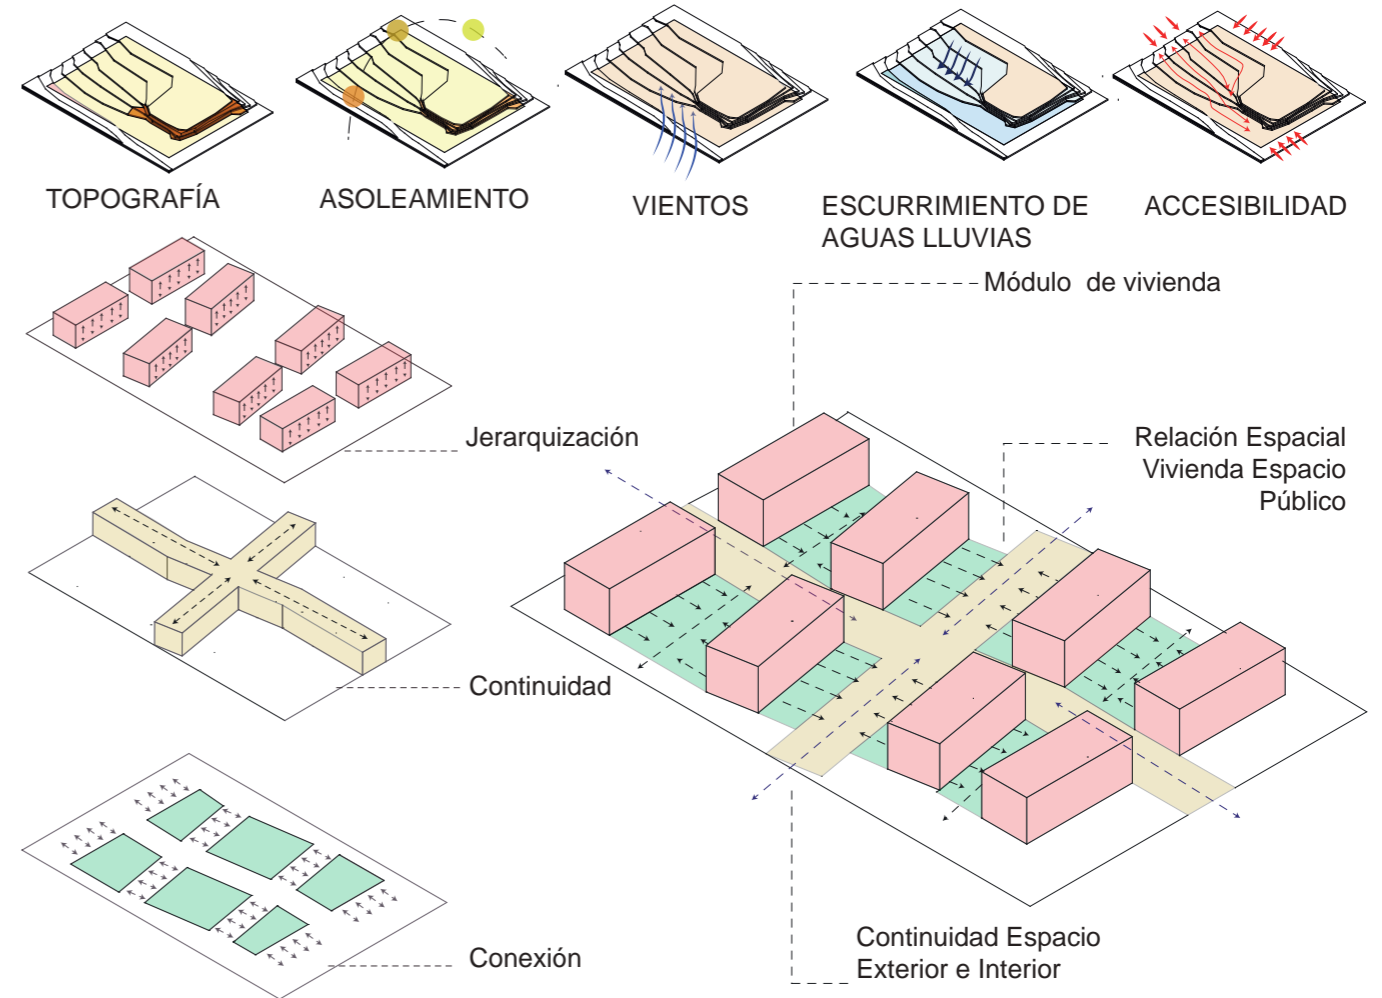 TOPOGRAFÍA
ASOLEAMIENTO
VIENTOS
ESCURRIMIENTO DE
AGUAS LLUVIAS
ACCESIBILIDAD
Módulo de vivienda
Jerarquización
Relación Espacial
Vivienda Espacio
Público
Continuidad
Continuidad Espacio
Exterior e Interior
Conexión